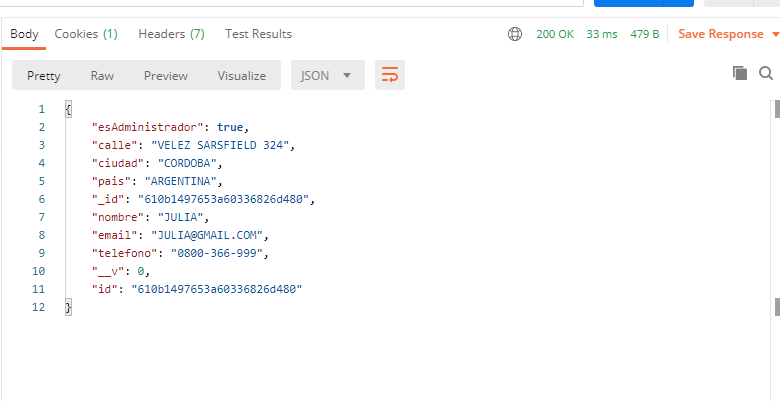 Body Cookies (1) Headers (7) Test Results 200 OK 33 ms 479 B Save Response
Pretty Raw Preview Visualize JSON
1 {
2 "esAdministrador": true,
3 "calle": "VELEZ SARSFIELD 324",
4 "ciudad": "CORDOBA",
5 "pais": "ARGENTINA",
6 "_id": "610b1497653a60336826d480",
7 "nombre": "JULIA",
8 "email": "JULIA@GMAIL.COM",
9 "telefono": "0800-366-999",
10 "__v": 0,
11 "id": "610b1497653a60336826d480"
12 }